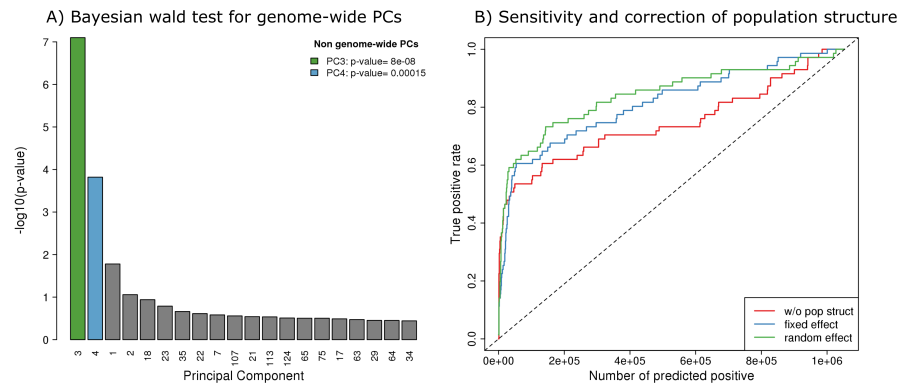 A) Bayesian wald test for genome-wide PCs
7
6
5
4
3
2
1
0
-log10(p-value)
Non genome-wide PCs
PC3: p-value= 8e-08
PC4: p-value= 0.00015
3 4 1 2 18 23 35 22 7 107 21 113 124 65 75 17 63 29 64 34
Principal Component
B) Sensitivity and correction of population structure
1.0
0.8
0.6
0.4
0.2
0.0
True positive rate
w/o pop struct
fixed effect
random effect
0e+00 2e+05 4e+05 6e+05 8e+05 1e+06
Number of predicted positive